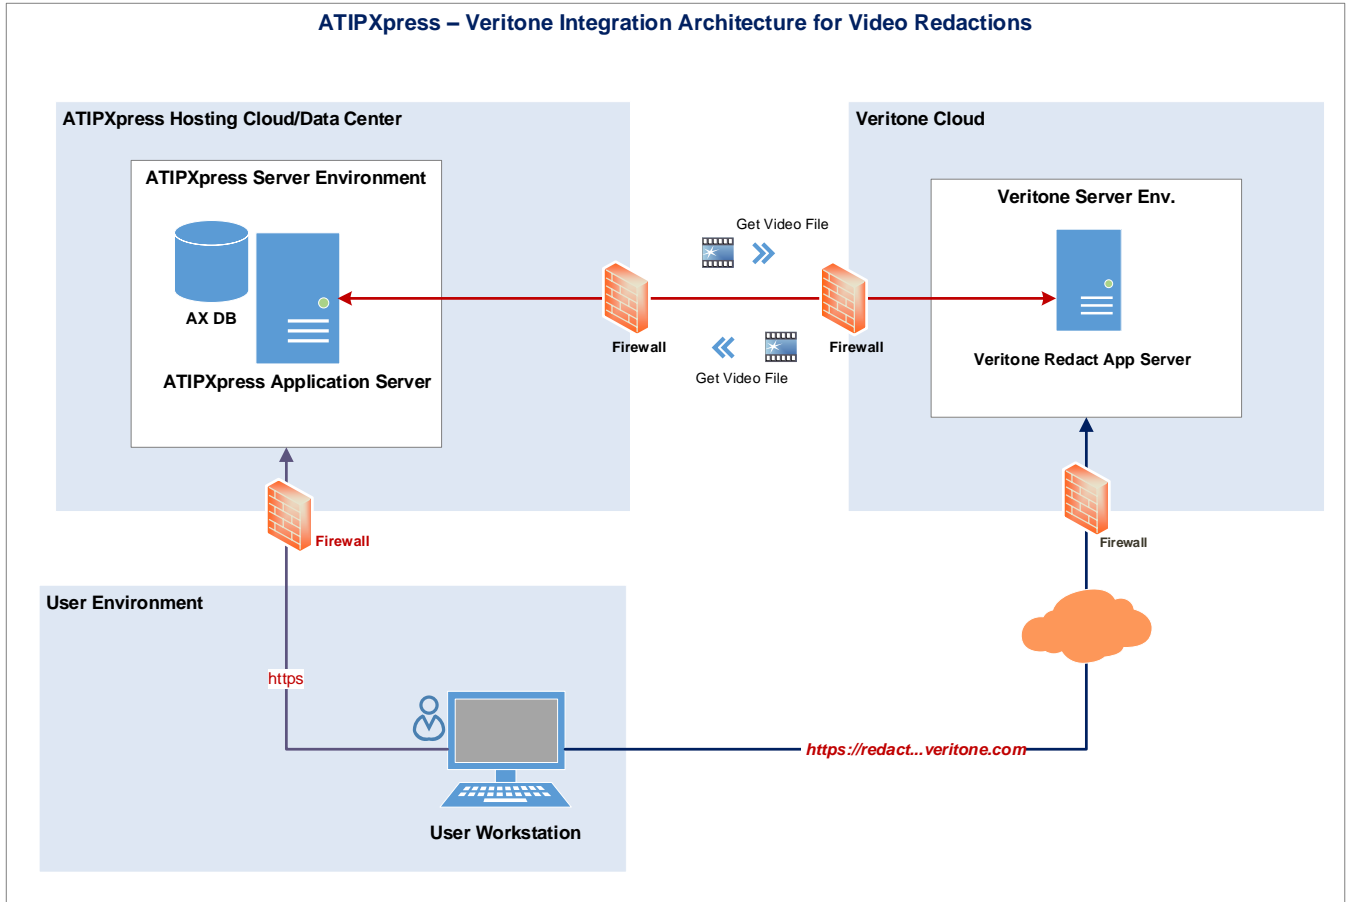 ATIPXpress – Veritone Integration Architecture for Video Redactions
ATIPXpress Hosting Cloud/Data Center
ATIPXpress Server Environment
AX DB
ATIPXpress Application Server
Firewall
Get Video File
Get Video File
Firewall
Veritone Cloud
Veritone Server Env.
Veritone Redact App Server
Firewall
Firewall
User Environment
https
User Workstation
https://redact...veritone.com